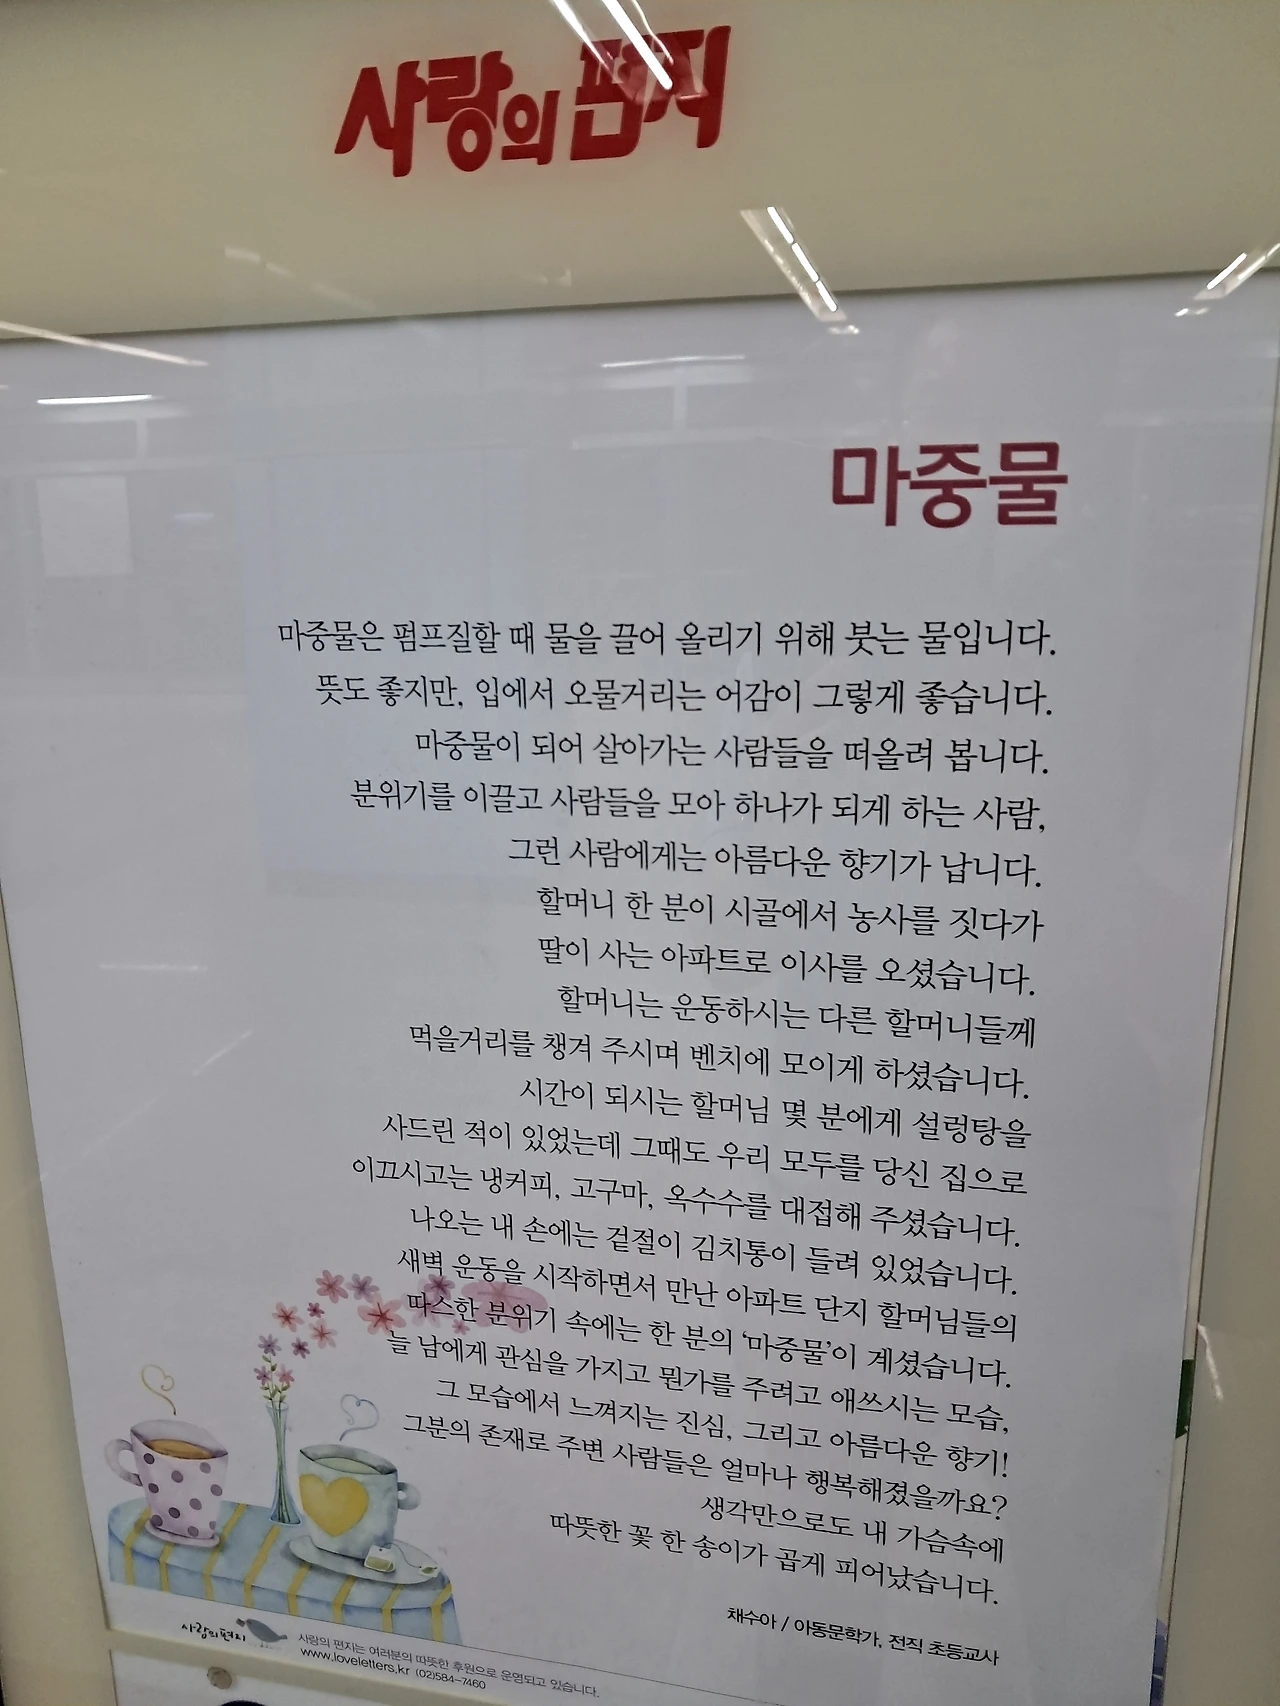 사랑의 편지
마중물
마중물은 펌프질할 때 물을 끌어 올리기 위해 붓는 물입니다.
뜻도 좋지만, 입에서 오물거리는 어감이 그렇게 좋습니다.
마중물이 되어 살아가는 사람들을 떠올려 봅니다.
분위기를 이끌고 사람들을 모아 하나가 되게 하는 사람,
그런 사람에게는 아름다운 향기가 납니다.
할머니 한 분이 시골에서 농사를 짓다가
딸이 사는 아파트로 이사를 오셨습니다.
할머니는 운동하시는 다른 할머니들께
먹을거리를 챙겨 주시며 벤치에 모이게 하셨습니다.
시간이 되시는 할머님 몇 분에게 설렁탕을
사드린 적이 있었는데 그때도 우리 모두를 당신 집으로
이끄시고는 냉커피, 고구마, 옥수수를 대접해 주셨습니다.
나오는 내 손에는 겉절이 김치통이 들려 있었습니다.
새벽 운동을 시작하면서 만난 아파트 단지 할머님들의
따스한 분위기 속에는 한 분의 ‘마중물’이 계셨습니다.
늘 남에게 관심을 가지고 뭔가를 주려고 애쓰시는 모습,
그 모습에서 느껴지는 진심, 그리고 아름다운 향기!
그분의 존재로 주변 사람들은 얼마나 행복해졌을까요?
생각만으로도 내 가슴속에
따뜻한 꽃 한 송이가 곱게 피어났습니다.
채수아 / 아동문학가, 전직 초등교사
사랑의 편지
사랑의 편지는 여러분의 따뜻한 후원으로 운영되고 있습니다.
www.loveletters.kr (02)584-7460